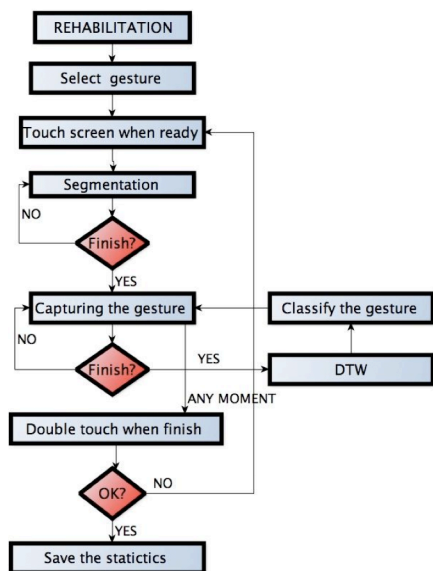 REHABILITATION
Select gesture
Touch screen when ready
Segmentation
NO
Finish?
YES
Capturing the gesture
Classify the gesture
NO
Finish?
YES
DTW
ANY MOMENT
Double touch when finish
OK?
NO
YES
Save the statictics